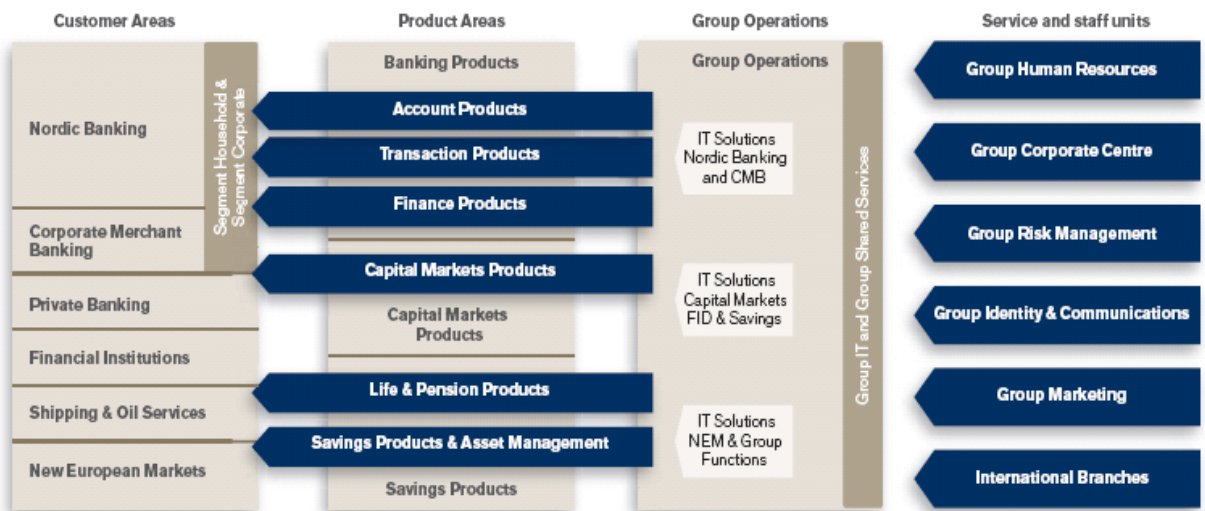 Customer Areas
Product Areas
Group Operations
Service and staff units
Nordic Banking
Corporate Merchant
Banking
Private Banking
Financial Institutions
Shipping & Oil Services
New European Markets
Segment Household &
Segment Corporate
Banking Products
Account Products
Transaction Products
Finance Products
Capital Markets Products
Capital Markets
Products
Life & Pension Products
Savings Products & Asset Management
Savings Products
Group Operations
IT Solutions
Nordic Banking
and CMB
IT Solutions
Capital Markets
FID & Savings
IT Solutions
NEM & Group
Functions
Group IT and Group Shared Services
Group Human Resources
Group Corporate Centre
Group Risk Management
Group Identity & Communications
Group Marketing
International Branches